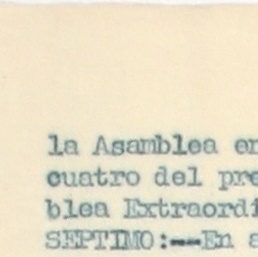 la Asamblea en
cuatro del pre
blea Extraordi
SEPTIMO:--En a